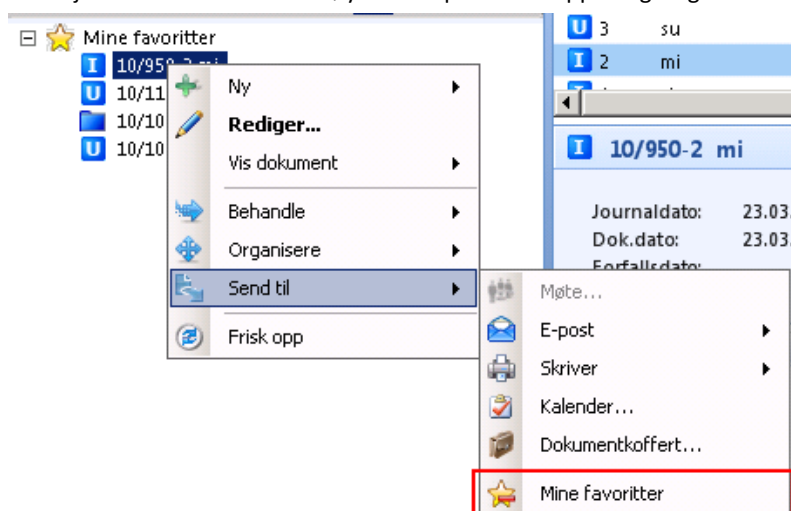 Mine favoritter
I 10/950-2 mi
U 10/11
10/10
U 10/10
Ny
Rediger...
Vis dokument
Behandle
Organisere
Send til
Frisk opp
Møte...
E-post
Skriver
Kalender...
Dokumentkoffert...
Mine favoritter
U 3 su
I 2 mi
I 10/950-2 mi
Journaldato: 23.03.
Dok.dato: 23.03.
Forfallsdato: